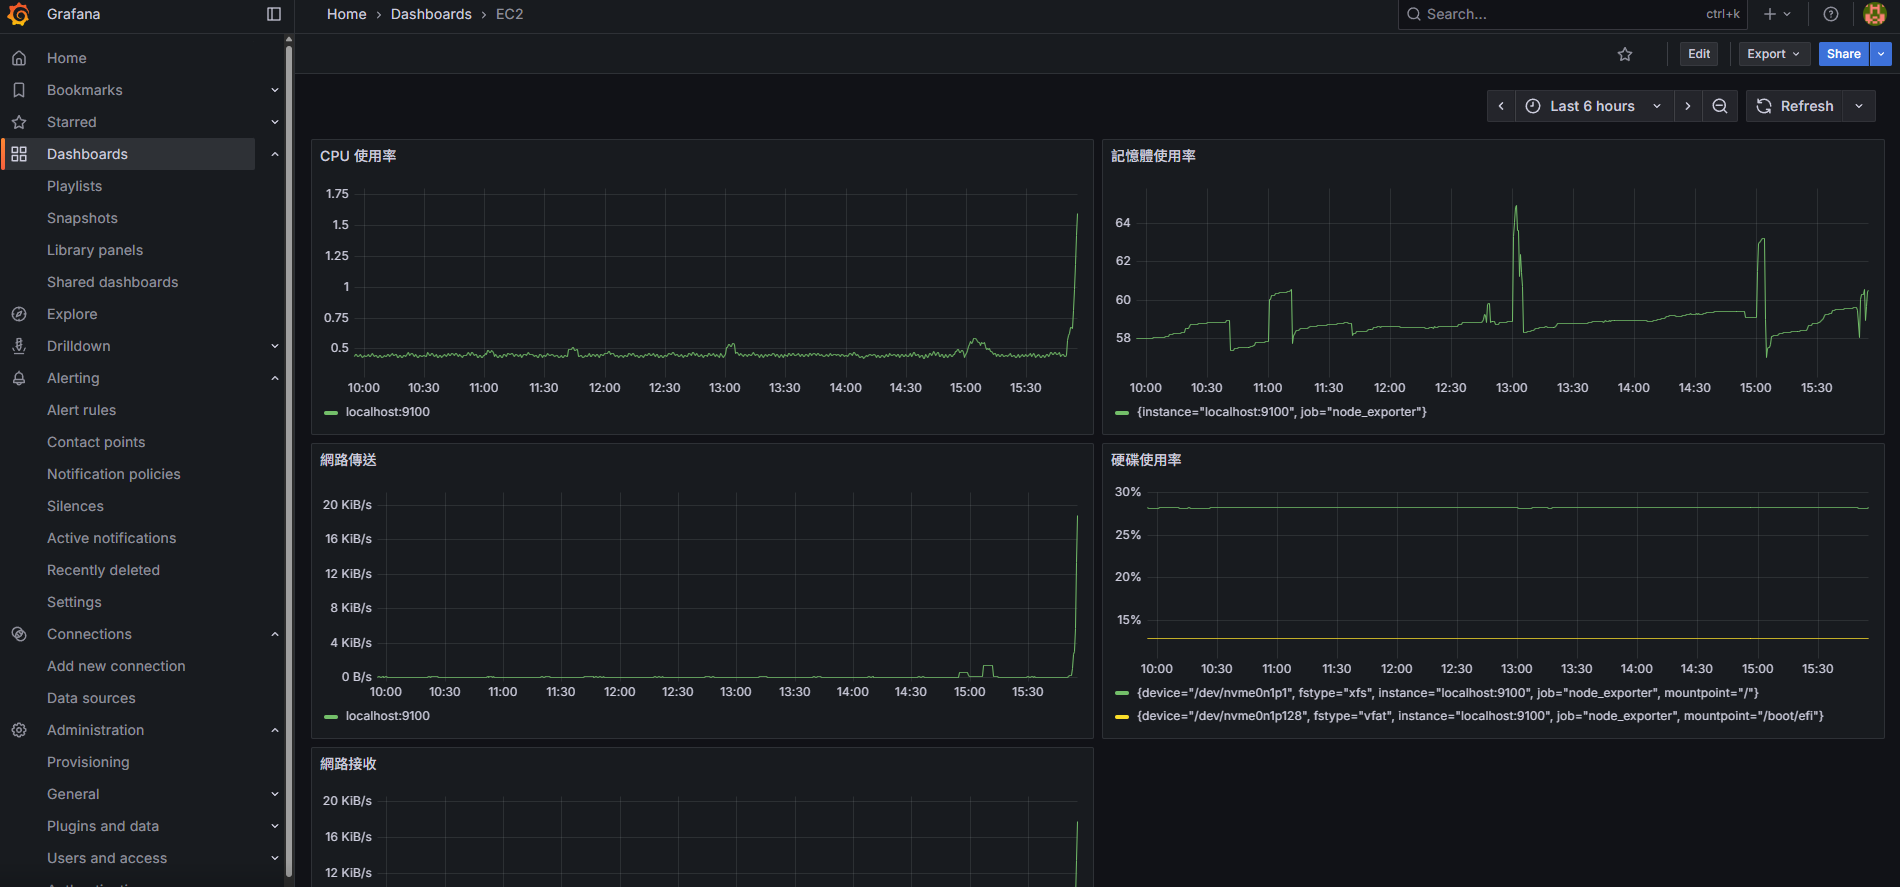 Grafana
Home › Dashboards › EC2
Search...
ctrl+k
Edit
Export
Share
Last 6 hours
Refresh
Home
Bookmarks
Starred
Dashboards
Playlists
Snapshots
Library panels
Shared dashboards
Explore
Drilldown
Alerting
Alert rules
Contact points
Notification policies
Silences
Active notifications
Recently deleted
Settings
Connections
Add new connection
Data sources
Administration
Provisioning
General
Plugins and data
Users and access
CPU 使用率
1.75
1.5
1.25
1
0.75
0.5
10:00 10:30 11:00 11:30 12:00 12:30 13:00 13:30 14:00 14:30 15:00 15:30
localhost:9100
記憶體使用率
64
62
60
58
10:00 10:30 11:00 11:30 12:00 12:30 13:00 13:30 14:00 14:30 15:00 15:30
{instance="localhost:9100", job="node_exporter"}
網路傳送
20 KiB/s
16 KiB/s
12 KiB/s
8 KiB/s
4 KiB/s
0 B/s
10:00 10:30 11:00 11:30 12:00 12:30 13:00 13:30 14:00 14:30 15:00 15:30
localhost:9100
硬碟使用率
30%
25%
20%
15%
10:00 10:30 11:00 11:30 12:00 12:30 13:00 13:30 14:00 14:30 15:00 15:30
{device="/dev/nvme0n1p1", fstype="xfs", instance="localhost:9100", job="node_exporter", mountpoint="/"}
{device="/dev/nvme0n1p128", fstype="vfat", instance="localhost:9100", job="node_exporter", mountpoint="/boot/efi"}
網路接收
20 KiB/s
16 KiB/s
12 KiB/s